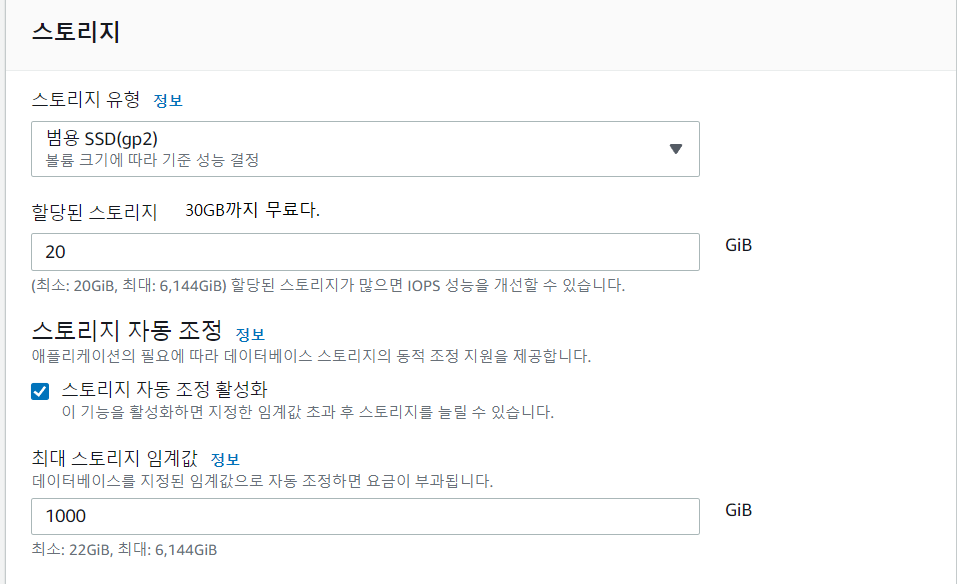 스토리지
스토리지 유형 정보
범용 SSD(gp2)
볼륨 크기에 따라 기준 성능 결정
할당된 스토리지 30GB까지 무료다.
20 GiB
(최소: 20GiB, 최대: 6,144GiB) 할당된 스토리지가 많으면 IOPS 성능을 개선할 수 있습니다.
스토리지 자동 조정 정보
애플리케이션의 필요에 따라 데이터베이스 스토리지의 동적 조정 지원을 제공합니다.
스토리지 자동 조정 활성화
이 기능을 활성화하면 지정한 임계값 초과 후 스토리지를 늘릴 수 있습니다.
최대 스토리지 임계값 정보
데이터베이스를 지정된 임계값으로 자동 조정하면 요금이 부과됩니다.
1000 GiB
최소: 22GiB, 최대: 6,144GiB